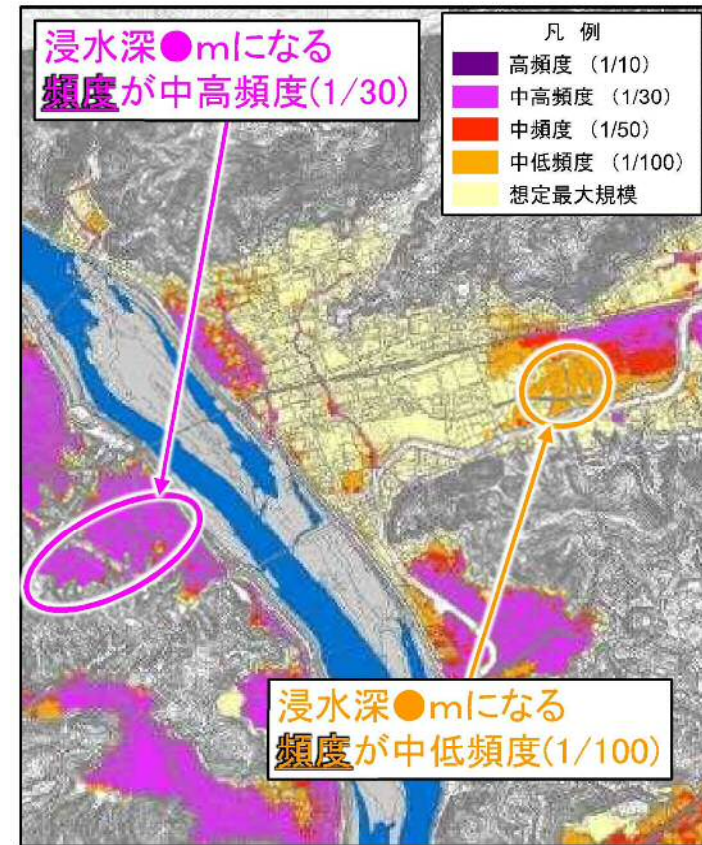 浸水深●mになる
頻度が中高頻度(1/30)
凡 例
高頻度 (1/10)
中高頻度 (1/30)
中頻度 (1/50)
中低頻度 (1/100)
想定最大規模
浸水深●mになる
頻度が中低頻度(1/100)